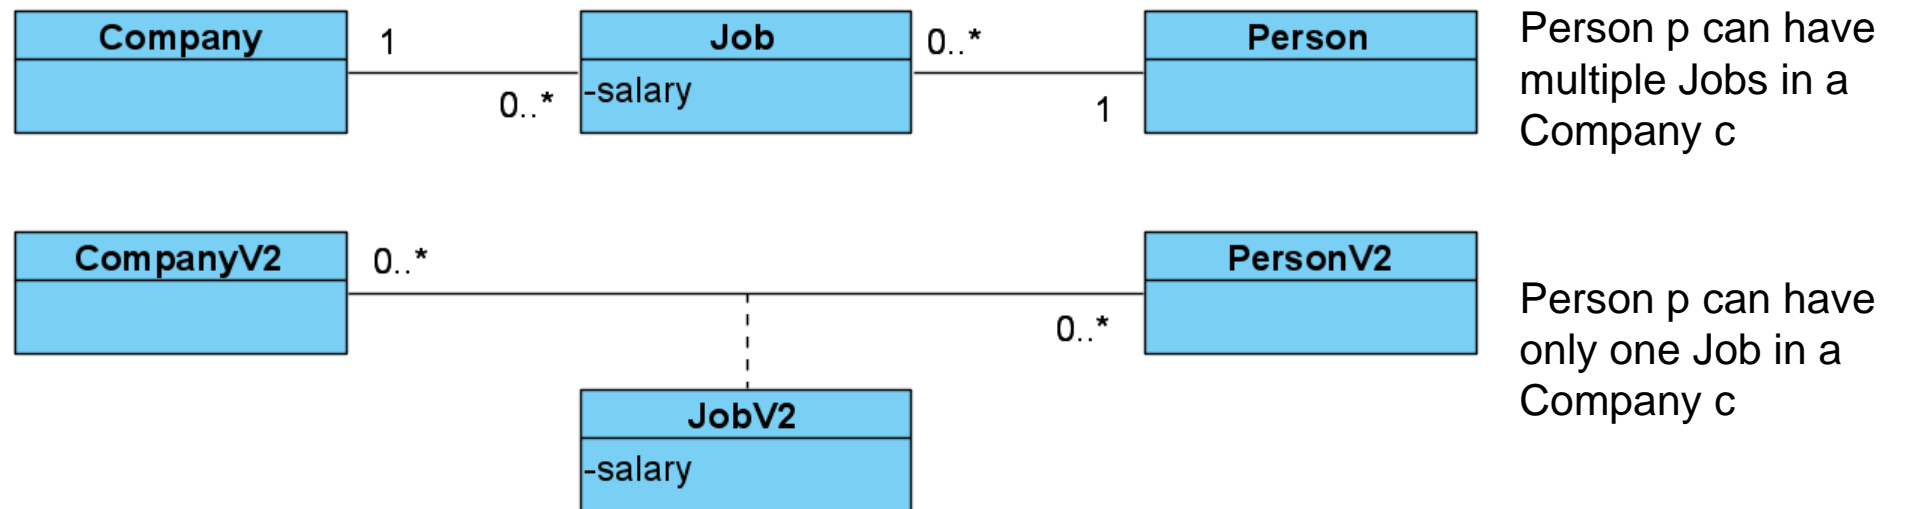 Company
1
0..*
Job
-salary
0..*
1
Person
Person p can have
multiple Jobs in a
Company c
CompanyV2
0..*
0..*
PersonV2
JobV2
-salary
Person p can have
only one Job in a
Company c